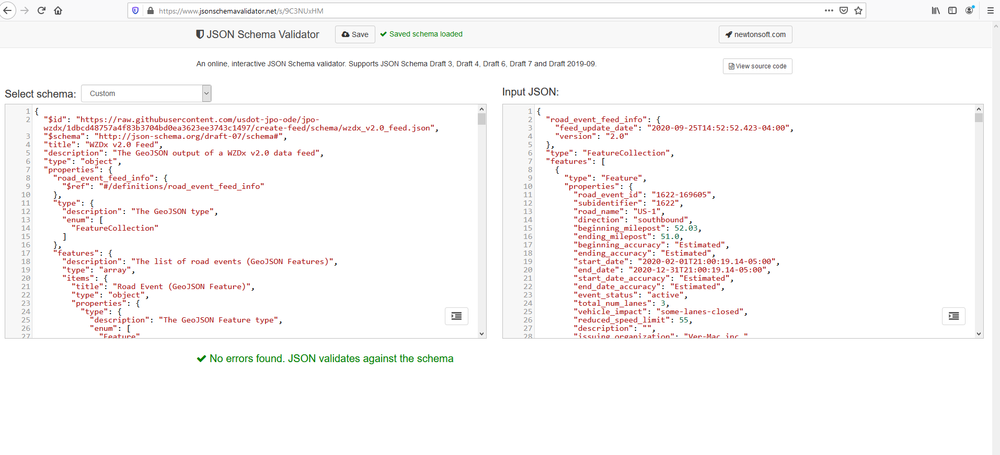 https://www.jsonschemavalidator.net/s/9C3NUxHM
JSON Schema Validator
Save
Saved schema loaded
newtonsoft.com
An online, interactive JSON Schema validator. Supports JSON Schema Draft 3, Draft 4, Draft 6, Draft 7 and Draft 2019-09.
View source code
Select schema:
Custom
1 {
2 "$id": "https://raw.githubusercontent.com/usdot-jpo-ode/jpo-
wzdx/1dbcd48757a4f83b3704bd0ea3623ee3743c1497/create-feed/schema/wzdx_v2.0_feed.json",
3 "$schema": "http://json-schema.org/draft-07/schema#",
4 "title": "WZDx v2.0 Feed",
5 "description": "The GeoJSON output of a WZDx v2.0 data feed",
6 "type": "object",
7 "properties": {
8 "road_event_feed_info": {
9 "$ref": "#/definitions/road_event_feed_info"
10 },
11 "type": {
12 "description": "The GeoJSON type",
13 "enum": [
14 "FeatureCollection"
15 ]
16 },
17 "features": {
18 "description": "The list of road events (GeoJSON Features)",
19 "type": "array",
20 "items": {
21 "title": "Road Event (GeoJSON Feature)",
22 "type": "object",
23 "properties": {
24 "type": {
25 "description": "The GeoJSON Feature type",
26 "enum": [
27 "Feature"
Input JSON:
1 {
2 "road_event_feed_info": {
3 "feed_update_date": "2020-09-25T14:52:52.423-04:00",
4 "version": "2.0"
5 },
6 "type": "FeatureCollection",
7 "features": [
8 {
9 "type": "Feature",
10 "properties": {
11 "road_event_id": "1622-169605",
12 "subidentifier": "1622",
13 "road_name": "US-1",
14 "direction": "southbound",
15 "beginning_milepost": 52.03,
16 "ending_milepost": 51.0,
17 "beginning_accuracy": "Estimated",
18 "ending_accuracy": "Estimated",
19 "start_date": "2020-02-01T21:00:19.14-05:00",
20 "end_date": "2020-12-31T21:00:19.14-05:00",
21 "start_date_accuracy": "Estimated",
22 "end_date_accuracy": "Estimated",
23 "event_status": "active",
24 "total_num_lanes": 3,
25 "vehicle_impact": "some-lanes-closed",
26 "reduced_speed_limit": 55,
27 "description": "",
28 "issuing_organization": "Ver-Mac inc."
No errors found. JSON validates against the schema